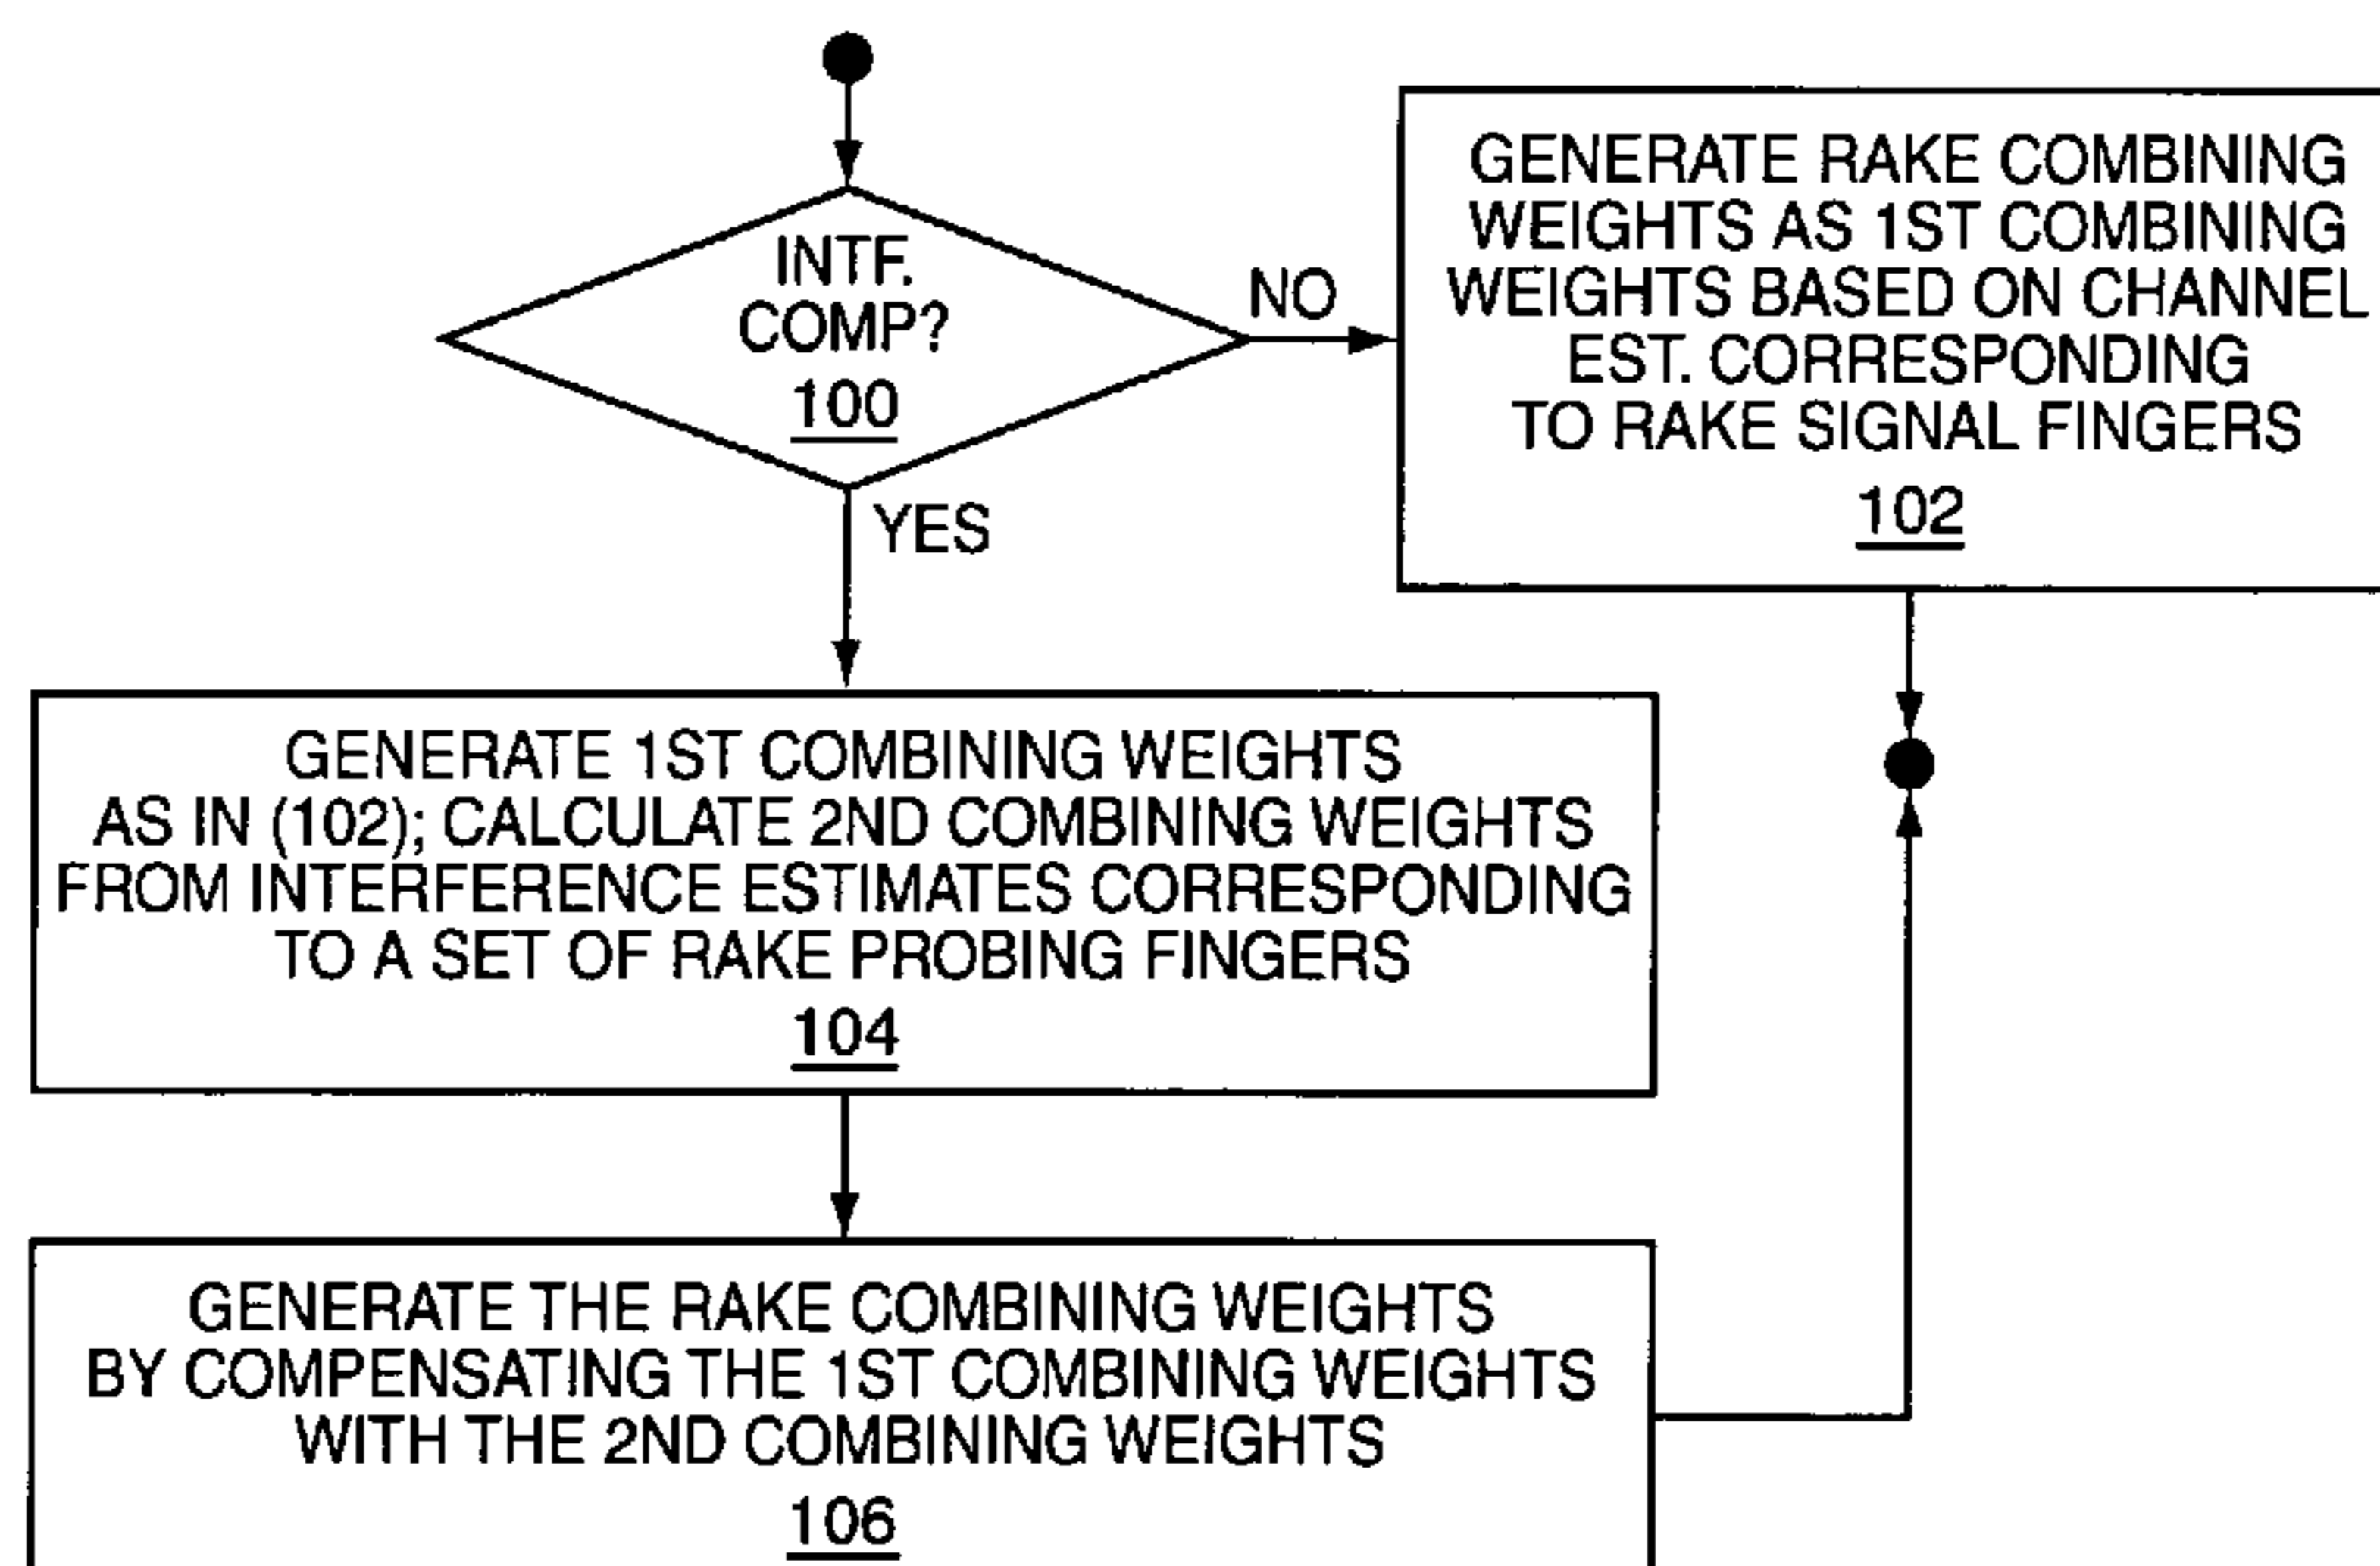 INTF.
COMP?
100
NO
YES
GENERATE RAKE COMBINING
WEIGHTS AS 1ST COMBINING
WEIGHTS BASED ON CHANNEL
EST. CORRESPONDING
TO RAKE SIGNAL FINGERS
102
GENERATE 1ST COMBINING WEIGHTS
AS IN (102); CALCULATE 2ND COMBINING WEIGHTS
FROM INTERFERENCE ESTIMATES CORRESPONDING
TO A SET OF RAKE PROBING FINGERS
104
GENERATE THE RAKE COMBINING WEIGHTS
BY COMPENSATING THE 1ST COMBINING WEIGHTS
WITH THE 2ND COMBINING WEIGHTS
106